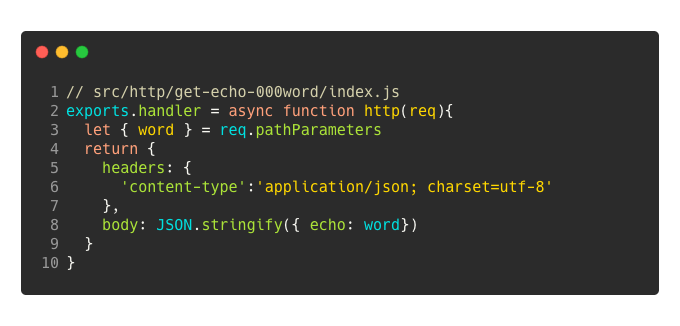 1 // src/http/get-echo-000word/index.js
2 exports.handler = async function http(req){
3   let { word } = req.pathParameters
4   return {
5     headers: {
6       'content-type':'application/json; charset=utf-8'
7     },
8     body: JSON.stringify({ echo: word})
9   }
10 }